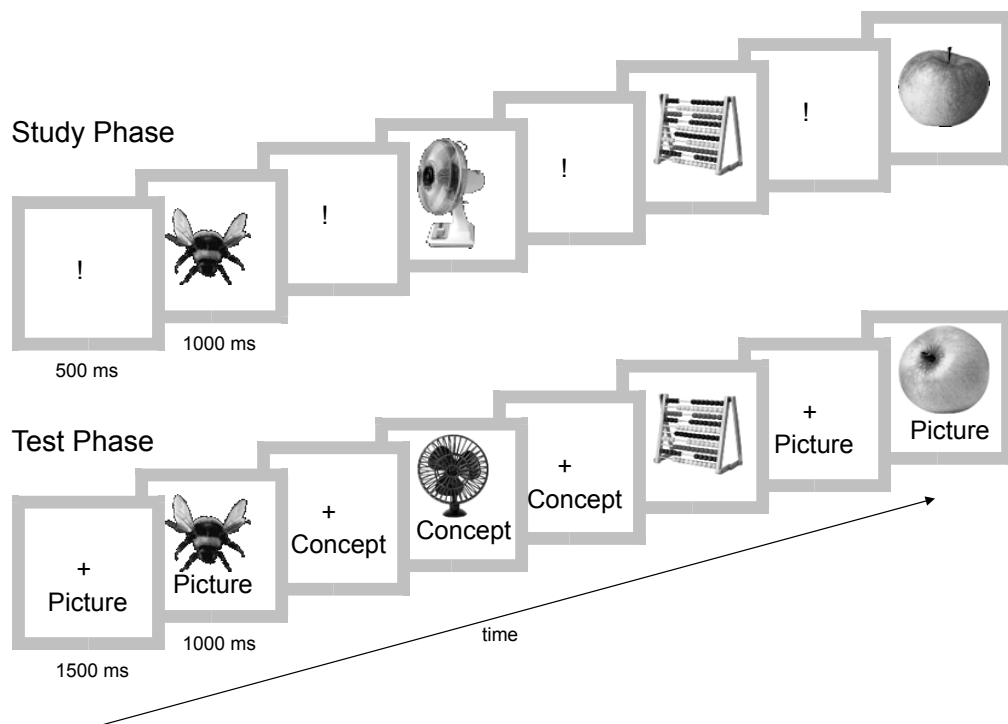 Study Phase
!
!
!
!
500 ms
1000 ms
Test Phase
+
Picture
Picture
+
Concept
Concept
+
Concept
+
Picture
Picture
1500 ms
1000 ms
time